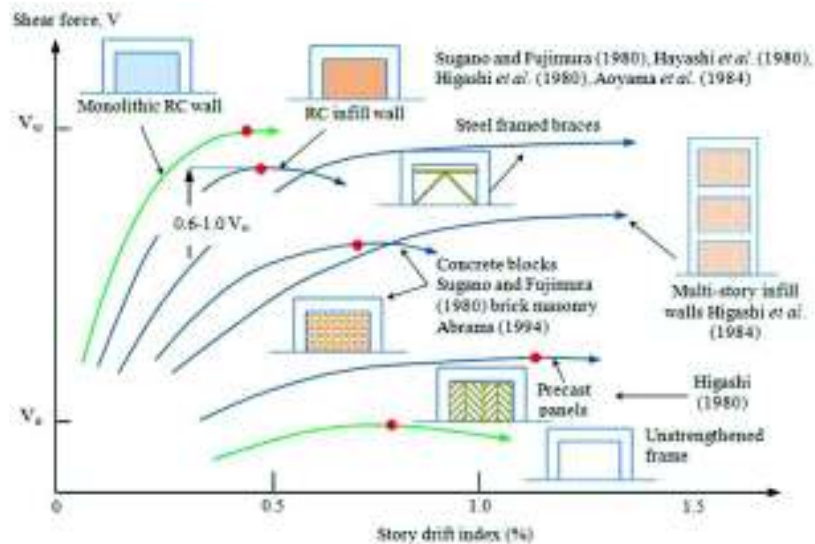 Shear force, V
Sugano and Fujimura (1980), Hayashi et al. (1980),
Higashi et al. (1980), Aoyama et al. (1984)
Monolithic RC wall
RC infill wall
Steel framed braces
0.6-1.0
Concrete blocks
Sugano and Fujimura
(1980) brick masonry
Abrams (1994)
Multi-story infill
walls Higashi et al.
(1984)
Precast
panels
Higashi
(1980)
Unstrengthened
frame
0
0.5
1.0
1.5
Story drift index (%)